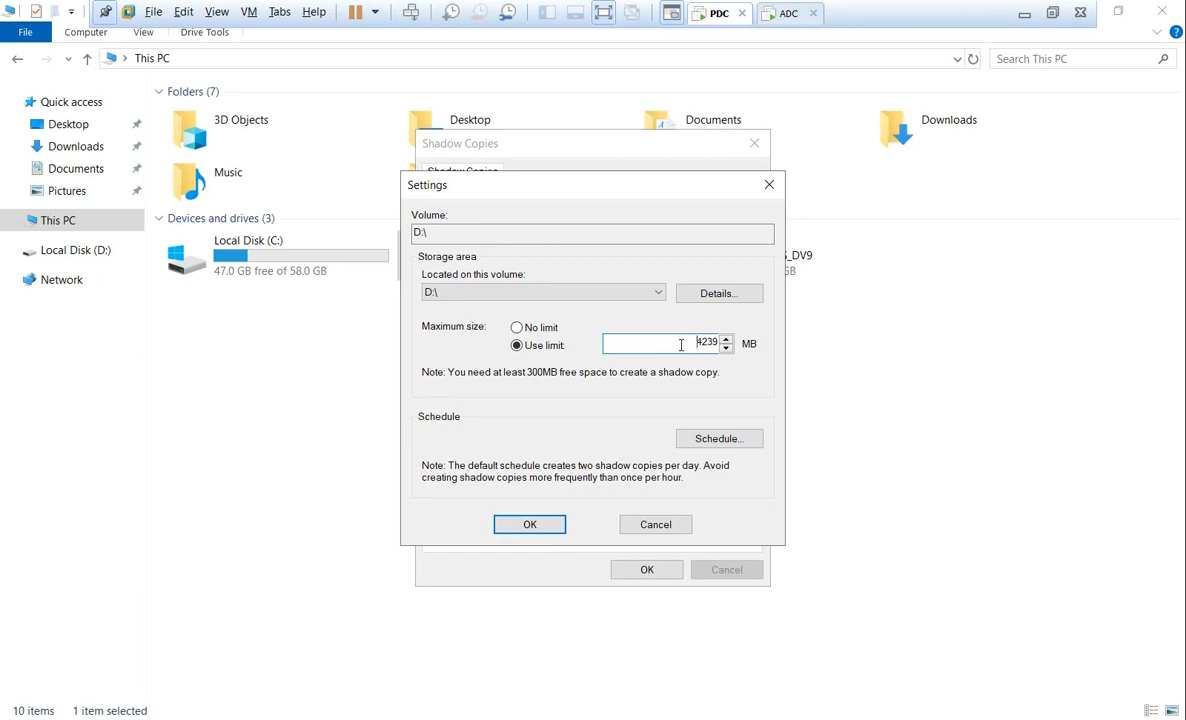 File Edit View VM Tabs Help PDC ADC
File Computer View Drive Tools
This PC Search This PC
Quick access
Desktop
Downloads
Documents
Pictures
This PC
Local Disk (D:)
Network
Folders (7)
3D Objects Desktop Documents Downloads
Music
Devices and drives (3)
Local Disk (C:)
47.0 GB free of 58.0 GB
S_DV9
GB
Shadow Copies
Shadow Copies
Settings
Volume:
D:\
Storage area
Located on this volume:
D:\ Details...
Maximum size: No limit
Use limit: 4239 MB
Note: You need at least 300MB free space to create a shadow copy.
Schedule
Schedule...
Note: The default schedule creates two shadow copies per day. Avoid
creating shadow copies more frequently than once per hour.
OK Cancel
OK Cancel
10 items 1 item selected